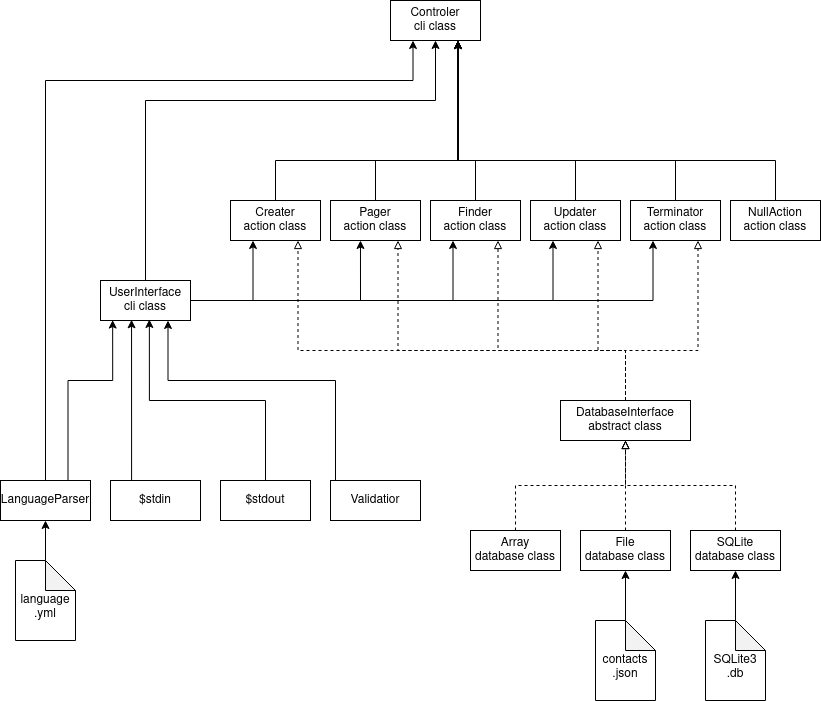 Controler
cli class
Creater
action class
Pager
action class
Finder
action class
Updater
action class
Terminator
action class
NullAction
action class
UserInterface
cli class
DatabaseInterface
abstract class
LanguageParser
$stdin
$stdout
Validatior
Array
database class
File
database class
SQLite
database class
language
.yml
contacts
.json
SQLite3
.db